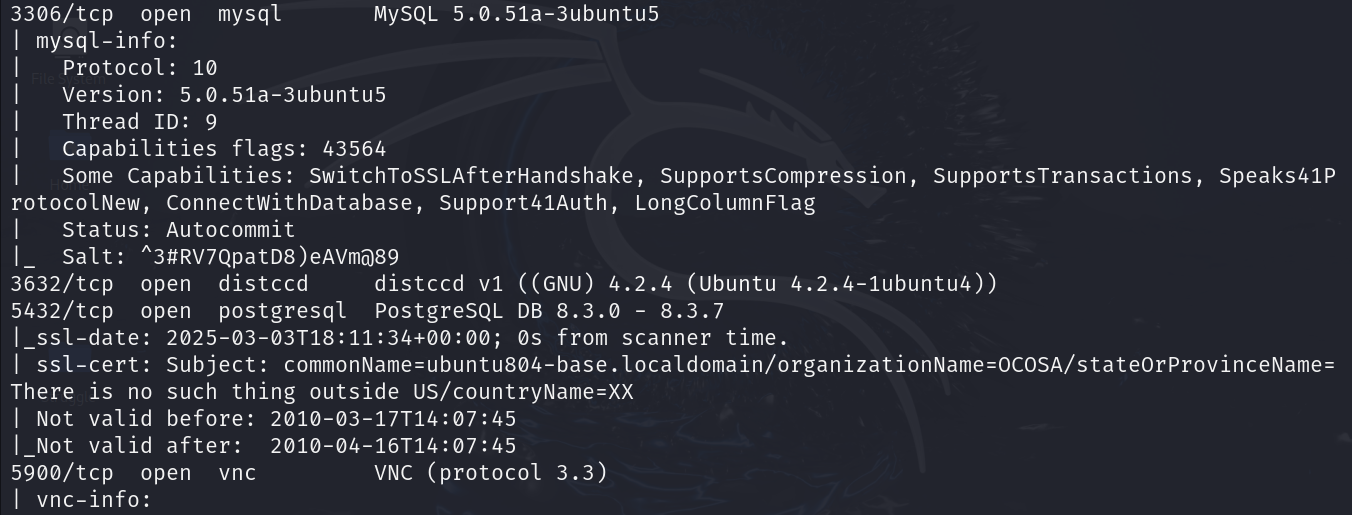 3306/tcp  open  mysql       MySQL 5.0.51a-3ubuntu5
| mysql-info:
|   Protocol: 10
|   Version: 5.0.51a-3ubuntu5
|   Thread ID: 9
|   Capabilities flags: 43564
|   Some Capabilities: SwitchToSSLAfterHandshake, SupportsCompression, SupportsTransactions, Speaks41P
rotocolNew, ConnectWithDatabase, Support41Auth, LongColumnFlag
|   Status: Autocommit
|_  Salt: ^3#RV7QpatD8)eAVm@89
3632/tcp  open  distccd     distccd v1 ((GNU) 4.2.4 (Ubuntu 4.2.4-1ubuntu4))
5432/tcp  open  postgresql  PostgreSQL DB 8.3.0 - 8.3.7
|_ssl-date: 2025-03-03T18:11:34+00:00; 0s from scanner time.
| ssl-cert: Subject: commonName=ubuntu804-base.localdomain/organizationName=OCOSA/stateOrProvinceName=
There is no such thing outside US/countryName=XX
| Not valid before: 2010-03-17T14:07:45
|_Not valid after:  2010-04-16T14:07:45
5900/tcp  open  vnc         VNC (protocol 3.3)
| vnc-info: